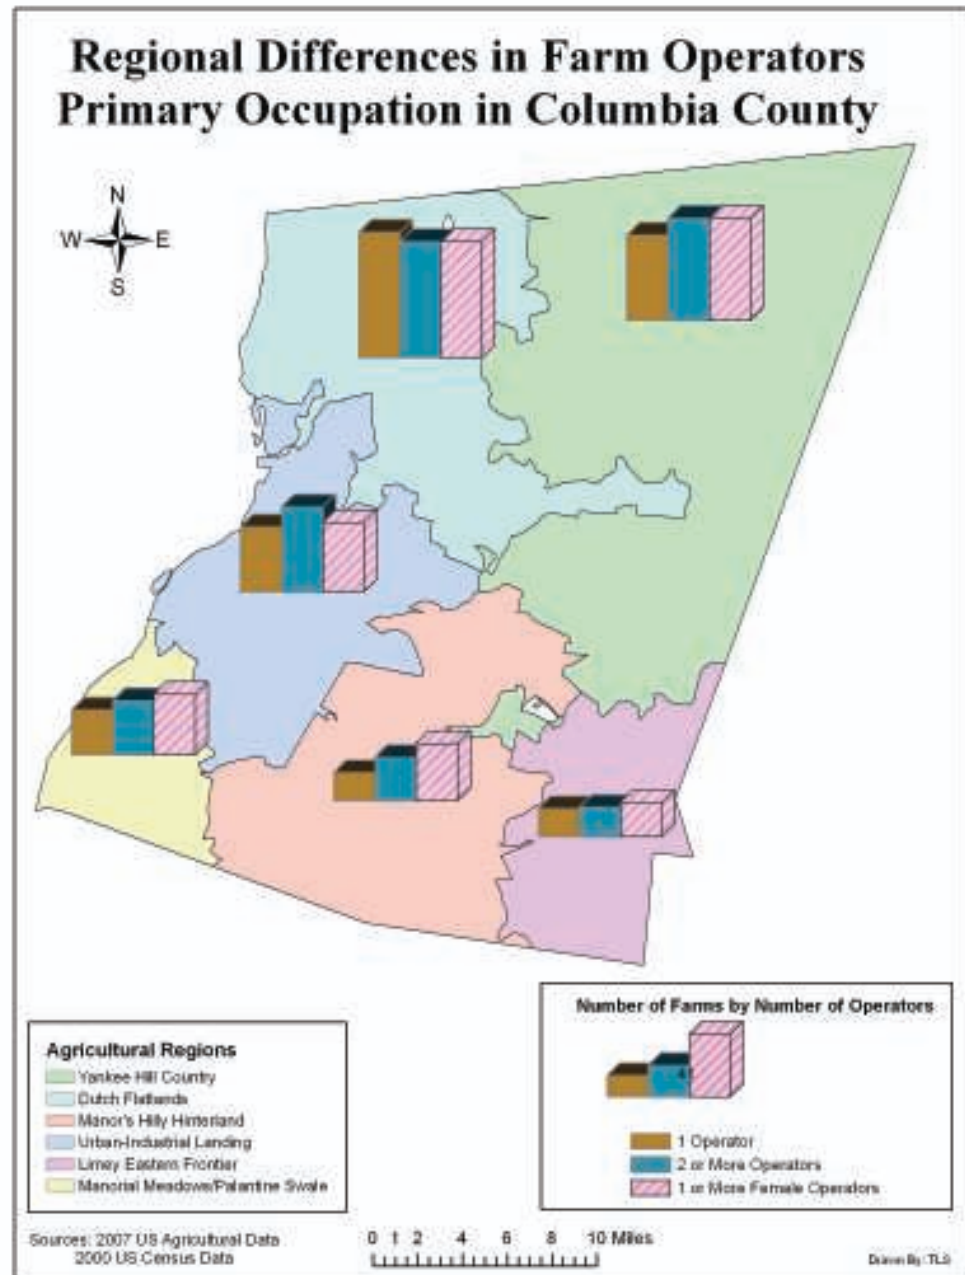 Regional Differences in Farm Operators
Primary Occupation in Columbia County
N
W E
S
Agricultural Regions
Yankee Hill Country
Dutch Flatlands
Manor's Hilly Hinterland
Urban-Industrial Landing
Limey Eastern Frontier
Manorial Meadows/Palantine Swale
Number of Farms by Number of Operators
4
1 Operator
2 or More Operators
1 or More Female Operators
Sources: 2007 US Agricultural Data
2000 US Census Data
0 1 2 4 6 8 10 Miles
Drawn By: TLS